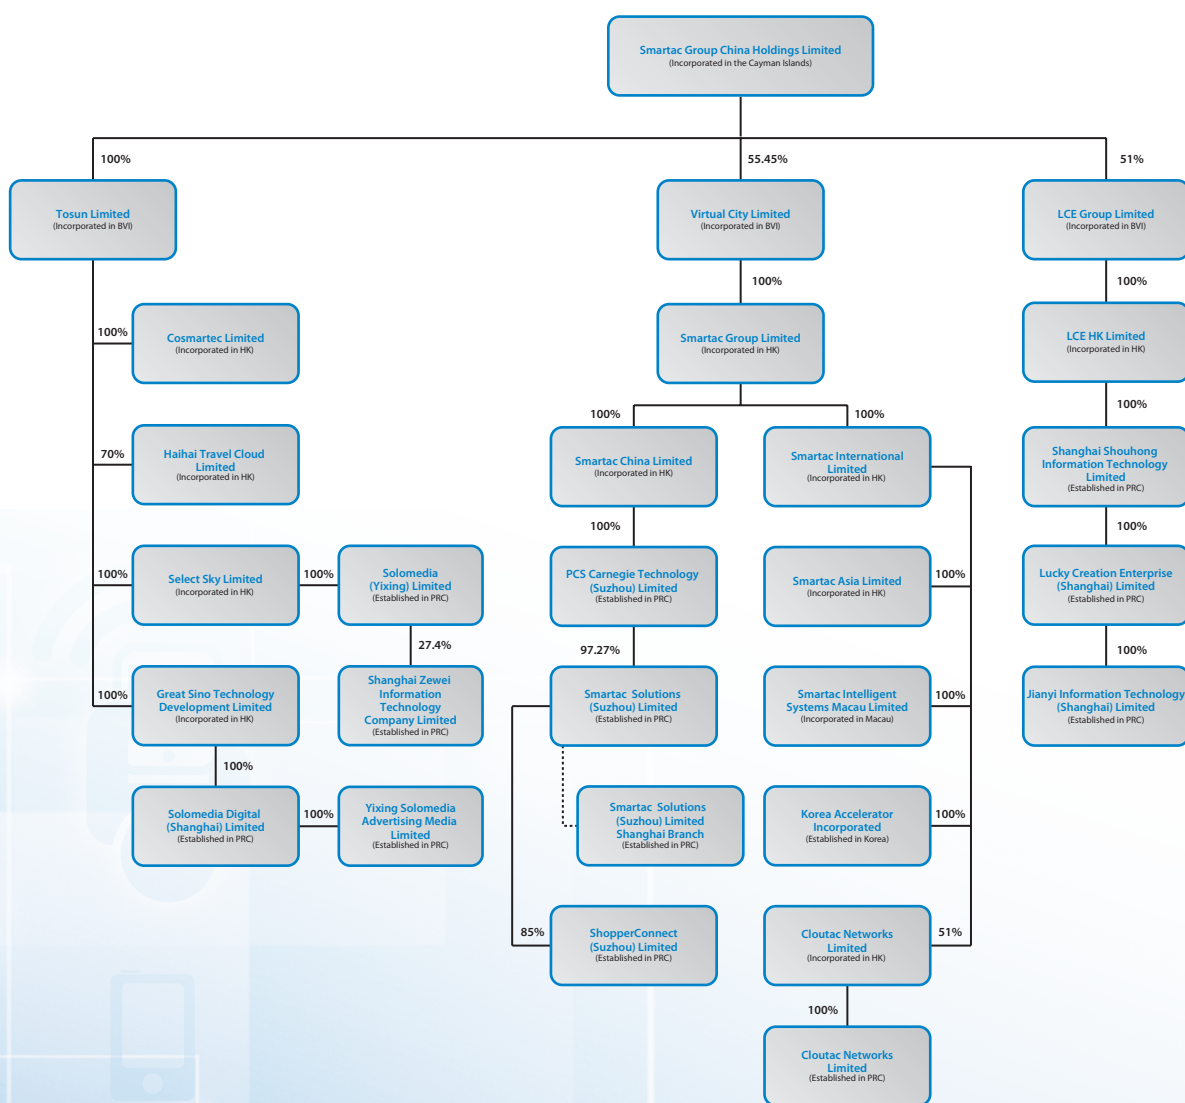 Smartac Group China Holdings Limited
(Incorporated in the Cayman Islands)
100%
55.45%
51%
Tosun Limited
(Incorporated in BVI)
Virtual City Limited
(Incorporated in BVI)
LCE Group Limited
(Incorporated in BVI)
100%
100%
100%
Cosmartec Limited
(Incorporated in HK)
Smartac Group Limited
(Incorporated in HK)
LCE HK Limited
(Incorporated in HK)
100%
100%
100%
70%
Haihai Travel Cloud
Limited
(Incorporated in HK)
Smartac China Limited
(Incorporated in HK)
Smartac International
Limited
(Incorporated in HK)
Shanghai Shouhong
Information Technology
Limited
(Established in PRC)
100%
100%
100%
Select Sky Limited
(Incorporated in HK)
100%
Solomedia
(Yixing) Limited
(Established in PRC)
PCS Carnegie Technology
(Suzhou) Limited
(Established in PRC)
Smartac Asia Limited
(Incorporated in HK)
100%
Lucky Creation Enterprise
(Shanghai) Limited
(Established in PRC)
27.4%
97.27%
100%
100%
Great Sino Technology
Development Limited
(Incorporated in HK)
Shanghai Zewei
Information
Technology
Company Limited
(Established in PRC)
Smartac Solutions
(Suzhou) Limited
(Established in PRC)
Smartac Intelligent
Systems Macau Limited
(Incorporated in Macau)
100%
Jianyi Information Technology
(Shanghai) Limited
(Established in PRC)
100%
Solomedia Digital
(Shanghai) Limited
(Established in PRC)
100%
Yixing Solomedia
Advertising Media
Limited
(Established in PRC)
Smartac Solutions
(Suzhou) Limited
Shanghai Branch
(Established in PRC)
Korea Accelerator
Incorporated
(Established in Korea)
100%
85%
ShopperConnect
(Suzhou) Limited
(Established in PRC)
Cloutac Networks
Limited
(Incorporated in HK)
51%
100%
Cloutac Networks
Limited
(Established in PRC)